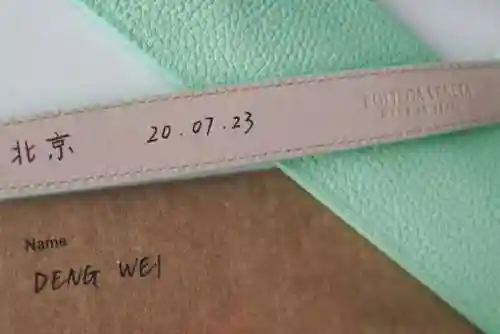 北京 20.07.23
Name
DENG WEI